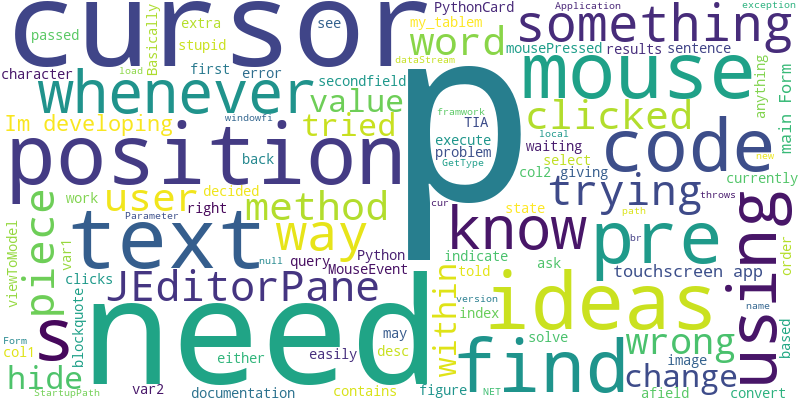 cursor
p
need
position
something
mouse
whenever
word
value
clicked
code
text
way
know
pre
ideas
find
using
trying
user
method
tried
piece
JEditorPane
s
hide
within
wrong
change
Im developing
touchscreen app
passed
extra
stupid
Basically
see
PythonCard
my_tablem
Application
exception
mousePressed
results
sentence
dataStream
load
character
first
error
secondfield
windowfi
framwork
TIA
execute
problem
GetType
local
waiting
select
col2
giving
anything
main Form
new
currently
back
work
decided
right
Parameter
Python
cur
state
throws
path
br
viewToModel
var1
clicks
null
query
MouseEvent
indicate
told
ask
version
index
solve
name
based
order
Form
col1
blockquote
StartupPath
var2
either
documentation
easily
may
desc
contains
figure
NET
image
afield
convert